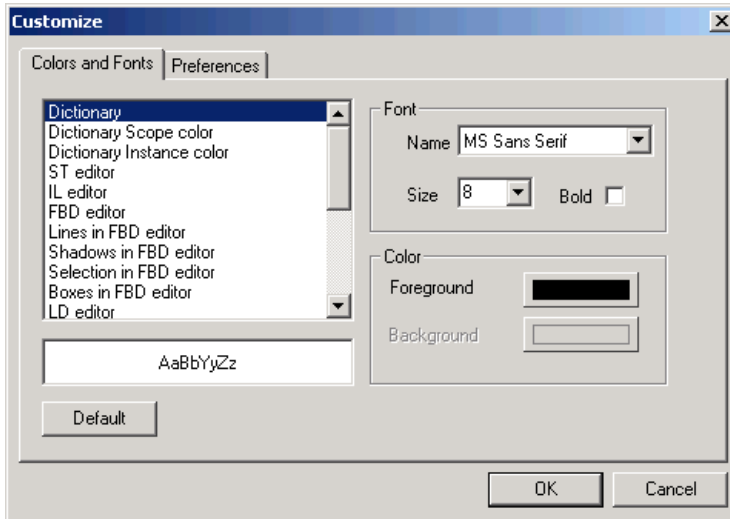 Customize
Colors and Fonts
Preferences
Dictionary
Dictionary Scope color
Dictionary Instance color
ST editor
IL editor
FBD editor
Lines in FBD editor
Shadows in FBD editor
Selection in FBD editor
Boxes in FBD editor
LD editor
AaBbYyZz
Default
Font
Name MS Sans Serif
Size 8 Bold
Color
Foreground
Background
OK Cancel